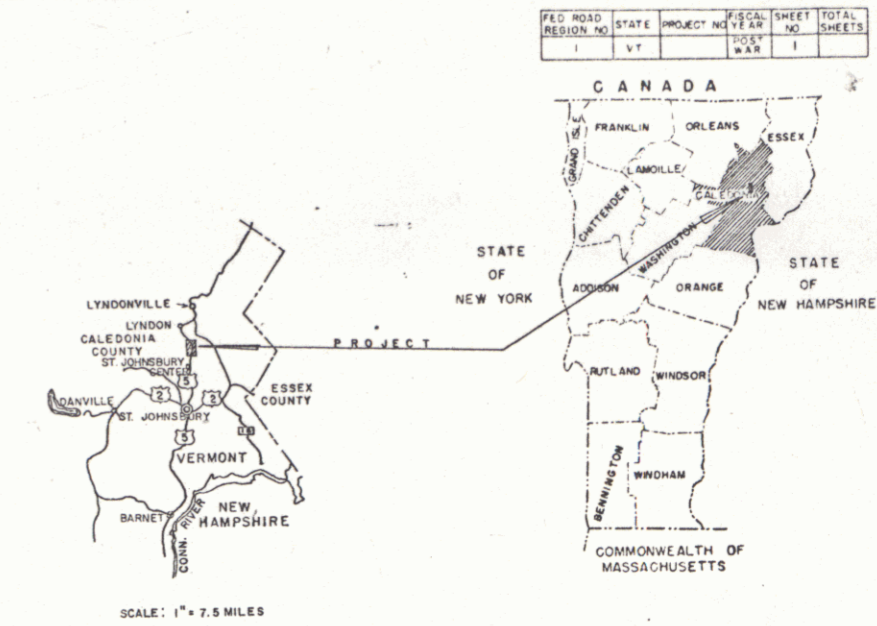 FED ROAD REGION NO STATE PROJECT NO FISCAL YEAR SHEET NO TOTAL SHEETS
1 VT POST WAR 1
CANADA
GRAND ISLE
FRANKLIN
ORLEANS
ESSEX
LAMOILLE
CALEDONIA
CHITTENDEN
WASHINGTON
STATE
OF
NEW YORK
ADDISON
ORANGE
STATE
OF
NEW HAMPSHIRE
RUTLAND
WINDSOR
BENNINGTON
WINDHAM
COMMONWEALTH OF
MASSACHUSETTS
PROJECT
LYNDONVILLE
LYNDON
CALEDONIA
COUNTY
ST. JOHNSBURY
CENTER
5
ESSEX
COUNTY
DANVILLE
2
2
ST. JOHNSBURY
5
18
VERMONT
NEW
HAMPSHIRE
BARNET
CONN. RIVER
SCALE: 1" = 7.5 MILES